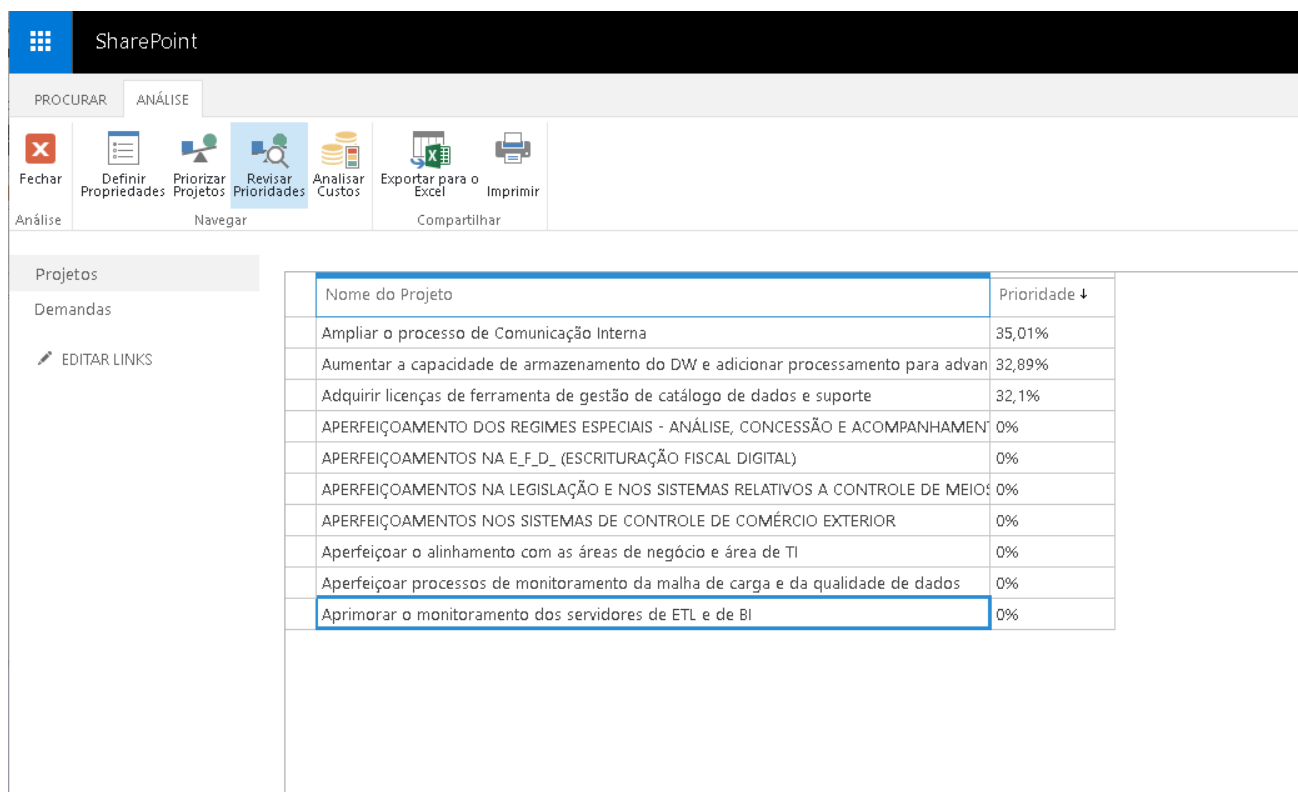 SharePoint
PROCURAR ANÁLISE
Fechar
Definir Propriedades
Priorizar Projetos
Revisar Prioridades
Analisar Custos
Exportar para o Excel
Imprimir
Análise Navegar Compartilhar
Projetos
Demandas
EDITAR LINKS
Nome do Projeto Prioridade
Ampliar o processo de Comunicação Interna 35,01%
Aumentar a capacidade de armazenamento do DW e adicionar processamento para advan 32,89%
Adquirir licenças de ferramenta de gestão de catálogo de dados e suporte 32,1%
APERFEIÇOAMENTO DOS REGIMES ESPECIAIS - ANÁLISE, CONCESSÃO E ACOMPANHAMEN 0%
APERFEIÇOAMENTOS NA E_F_D_ (ESCRITURAÇÃO FISCAL DIGITAL) 0%
APERFEIÇOAMENTOS NA LEGISLAÇÃO E NOS SISTEMAS RELATIVOS A CONTROLE DE MEIOS 0%
APERFEIÇOAMENTOS NOS SISTEMAS DE CONTROLE DE COMÉRCIO EXTERIOR 0%
Aperfeiçoar o alinhamento com as áreas de negócio e área de TI 0%
Aperfeiçoar processos de monitoramento da malha de carga e da qualidade de dados 0%
Aprimorar o monitoramento dos servidores de ETL e de BI 0%